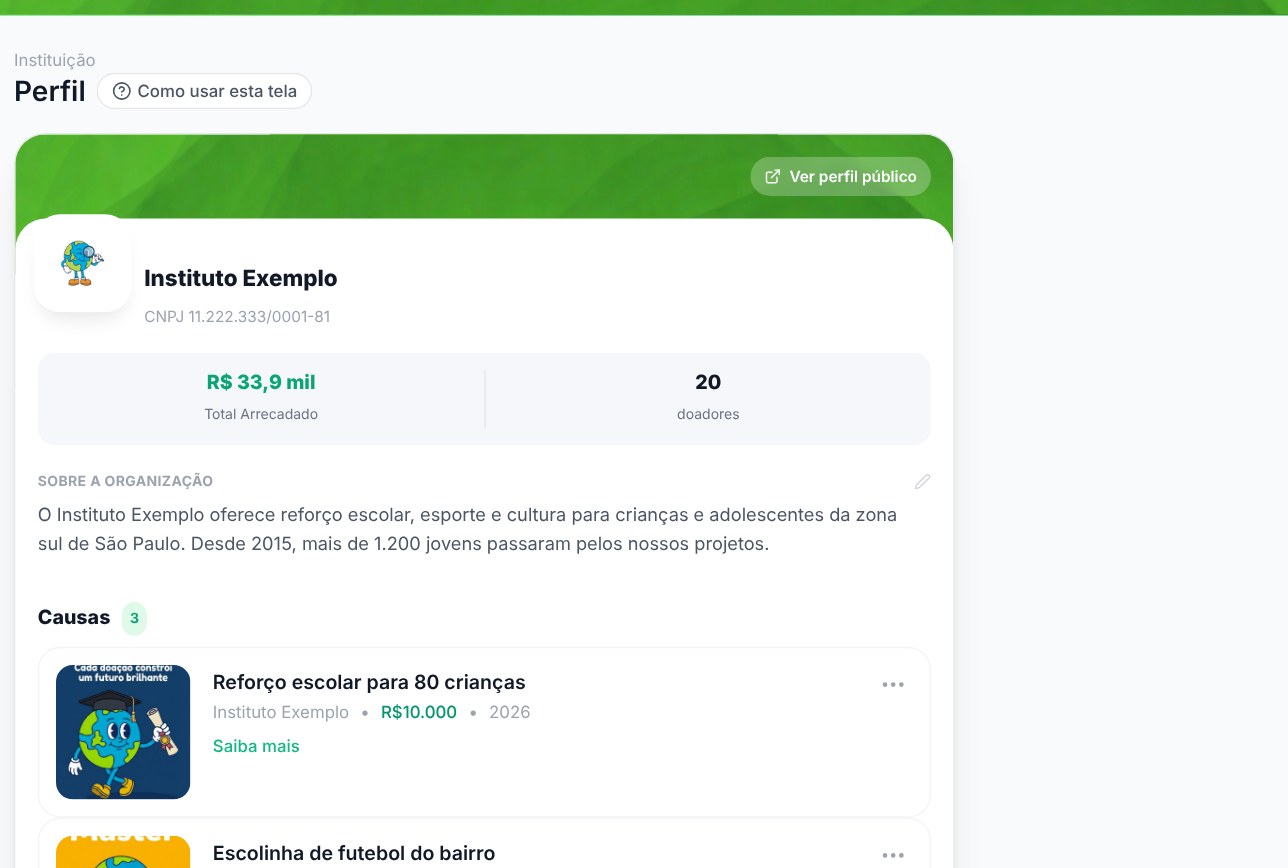 Instituição
Perfil
Como usar esta tela
Ver perfil público
Instituto Exemplo
CNPJ 11.222.333/0001-81
R$ 33,9 mil
Total Arrecadado
20
doadores
SOBRE A ORGANIZAÇÃO
O Instituto Exemplo oferece reforço escolar, esporte e cultura para crianças e adolescentes da zona
sul de São Paulo. Desde 2015, mais de 1.200 jovens passaram pelos nossos projetos.
Causas 3
Cada doação constrói
um futuro brilhante
Reforço escolar para 80 crianças
Instituto Exemplo • R$10.000 • 2026
Saiba mais
Escolinha de futebol do bairro